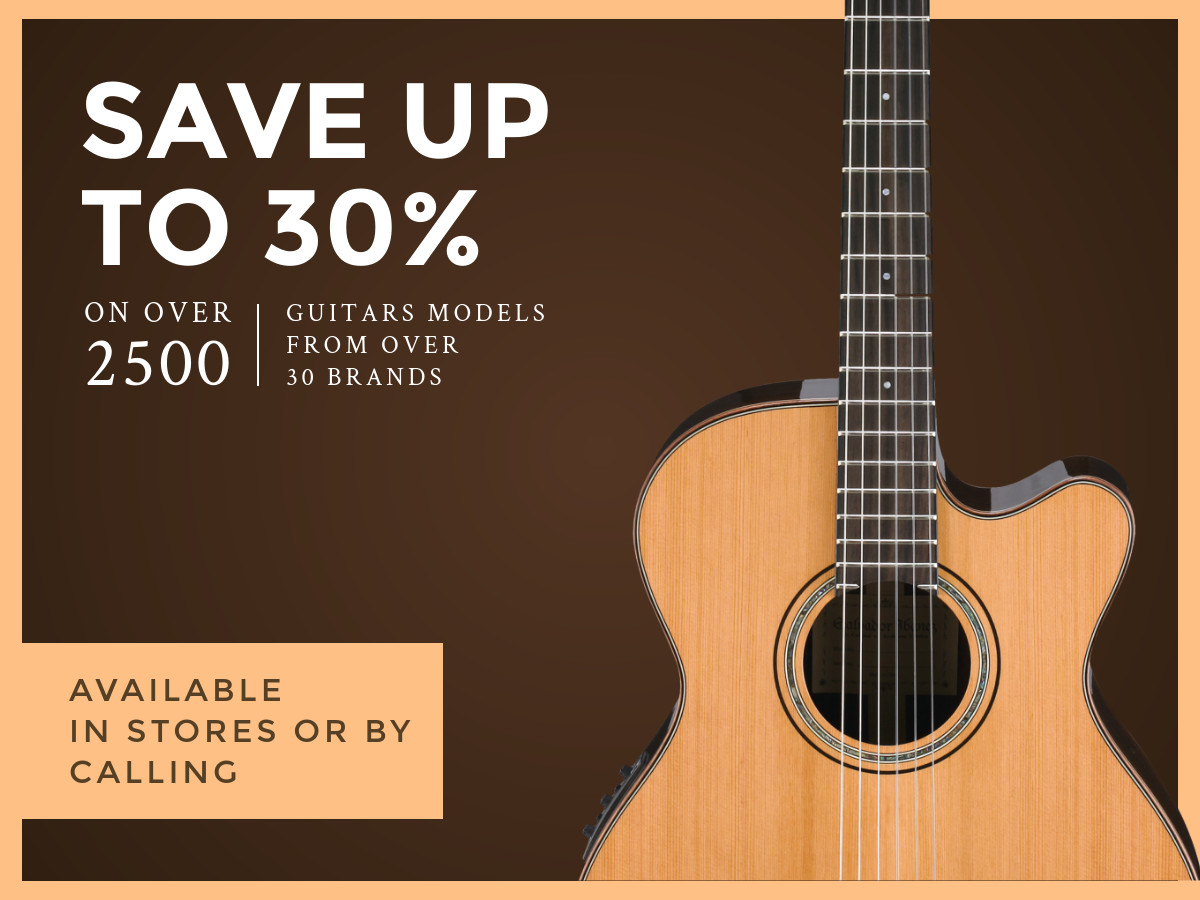 SAVE UP
TO 30%
ON OVER
2500
GUITARS MODELS
FROM OVER
30 BRANDS
AVAILABLE
IN STORES OR BY
CALLING